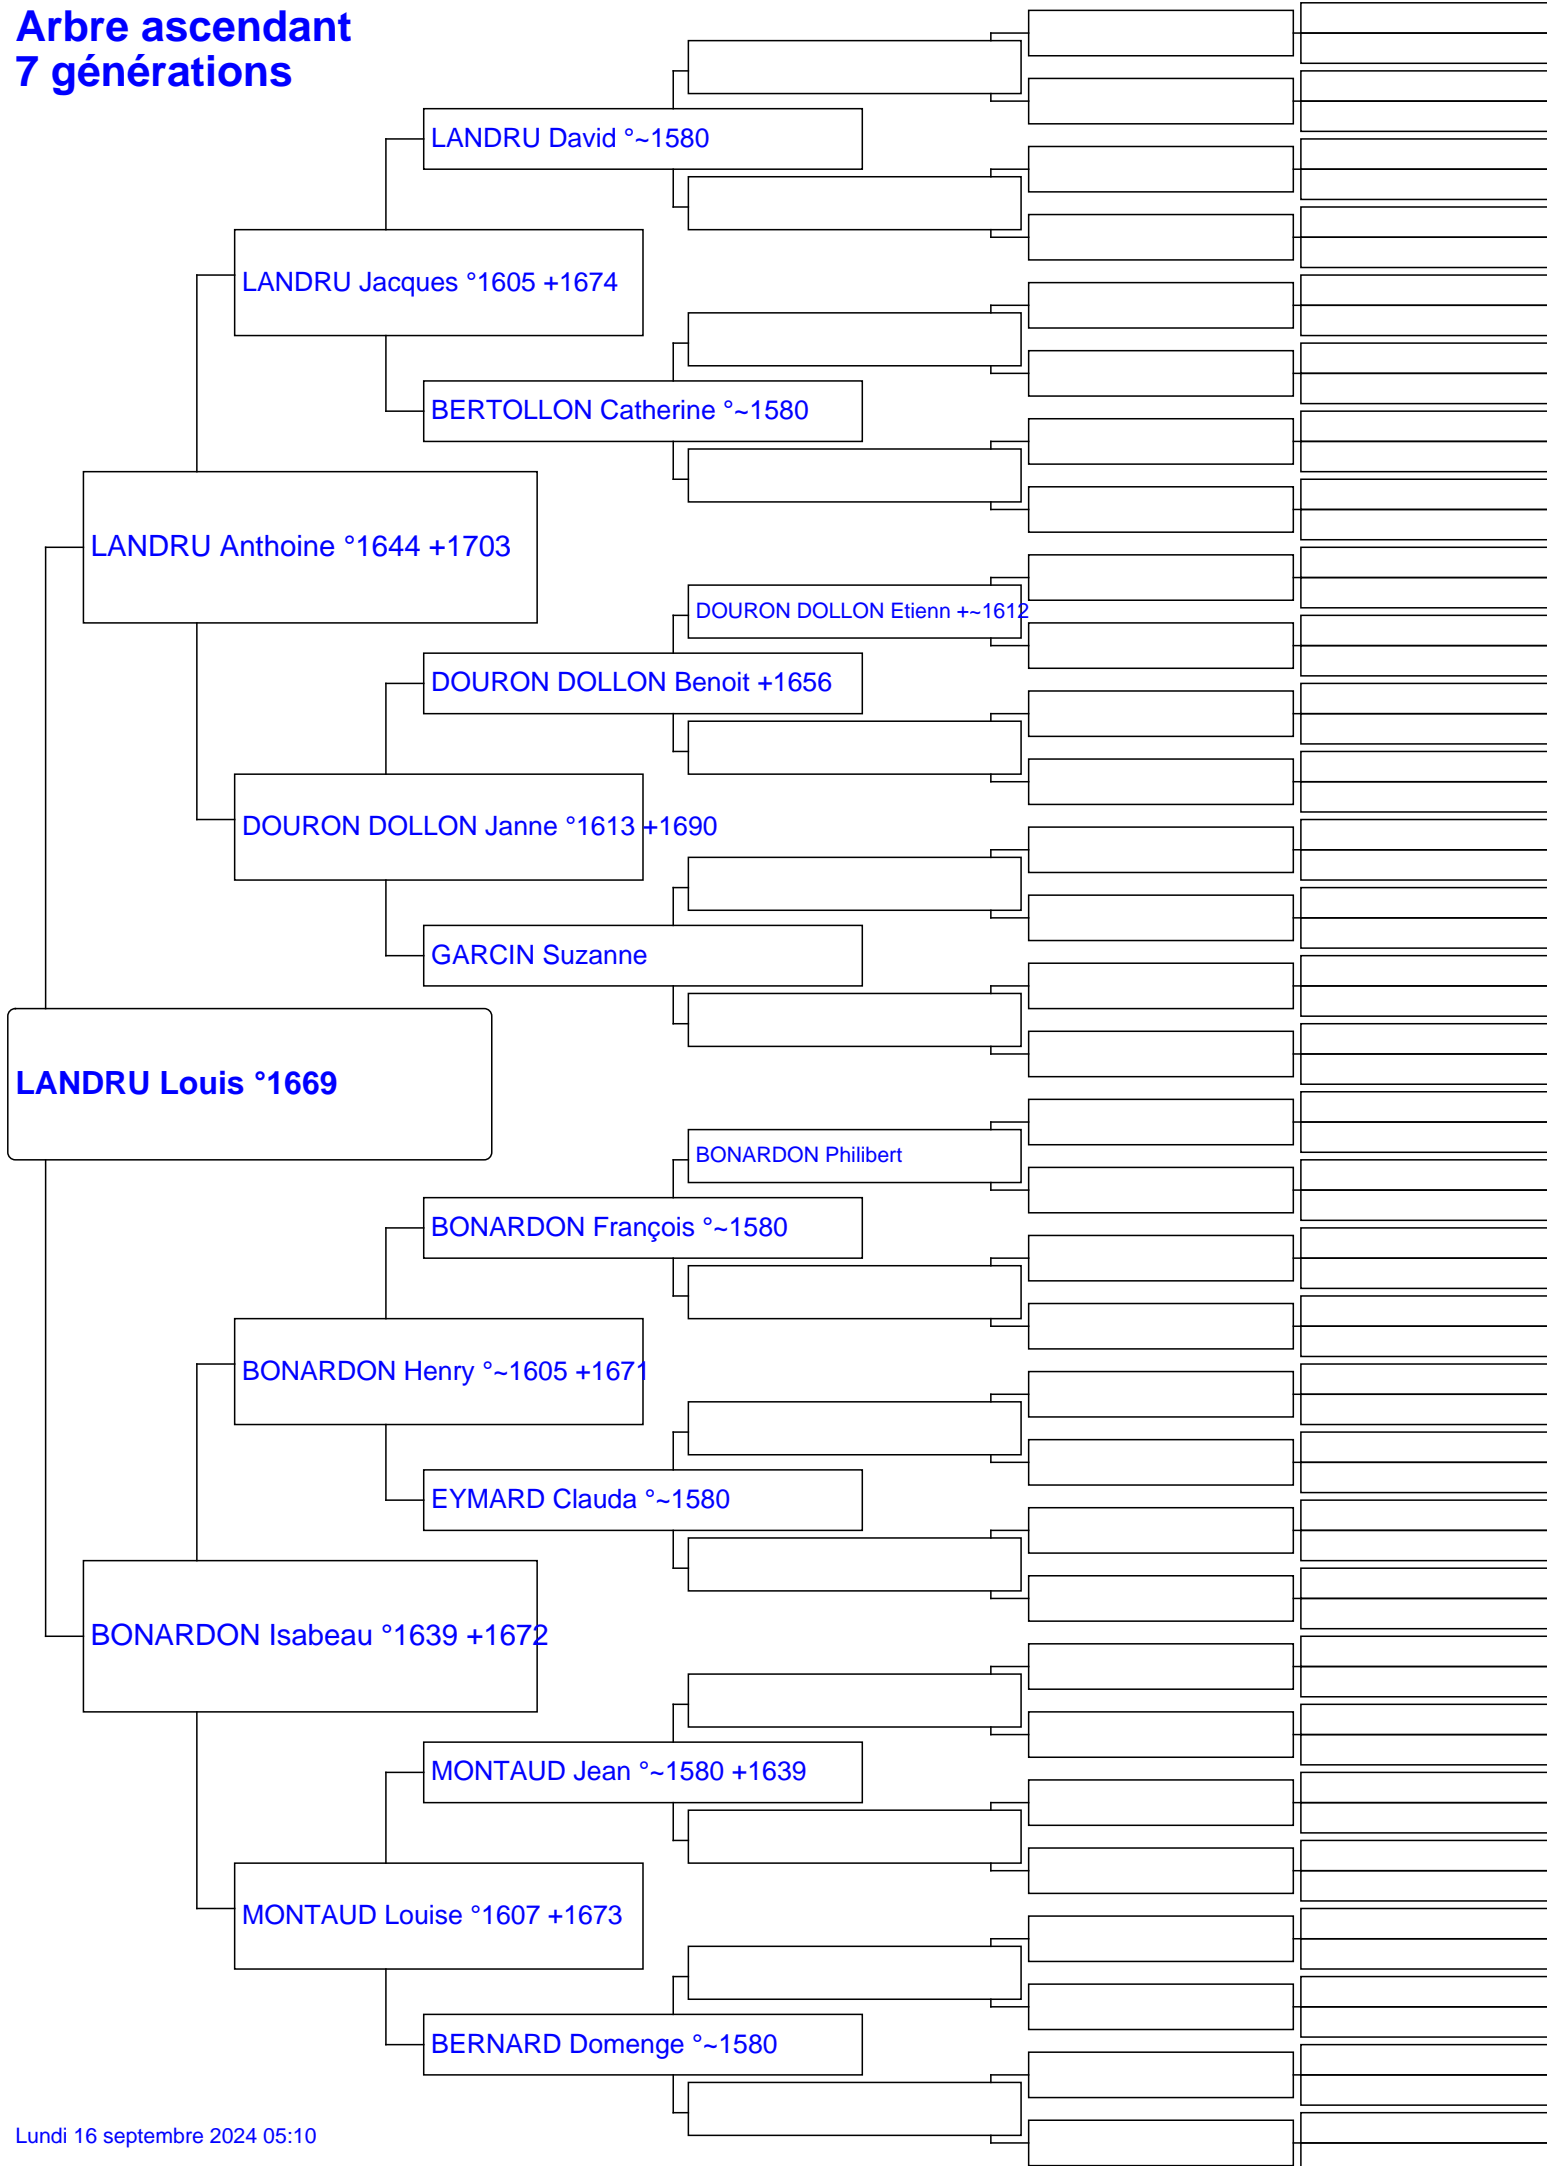 Arbre ascendant
7 générations
LANDRU David °~1580
LANDRU Jacques °1605 +1674
BERTOLLON Catherine °~1580
LANDRU Anthoine °1644 +1703
DOURON DOLLON Etienn +~1612
DOURON DOLLON Benoit +1656
DOURON DOLLON Janne °1613 +1690
GARCIN Suzanne
LANDRU Louis °1669
BONARDON Philibert
BONARDON François °~1580
BONARDON Henry °~1605 +1671
EYMARD Clauda °~1580
BONARDON Isabeau °1639 +1672
MONTAUD Jean °~1580 +1639
MONTAUD Louise °1607 +1673
BERNARD Domenge °~1580
Lundi 16 septembre 2024 05:10